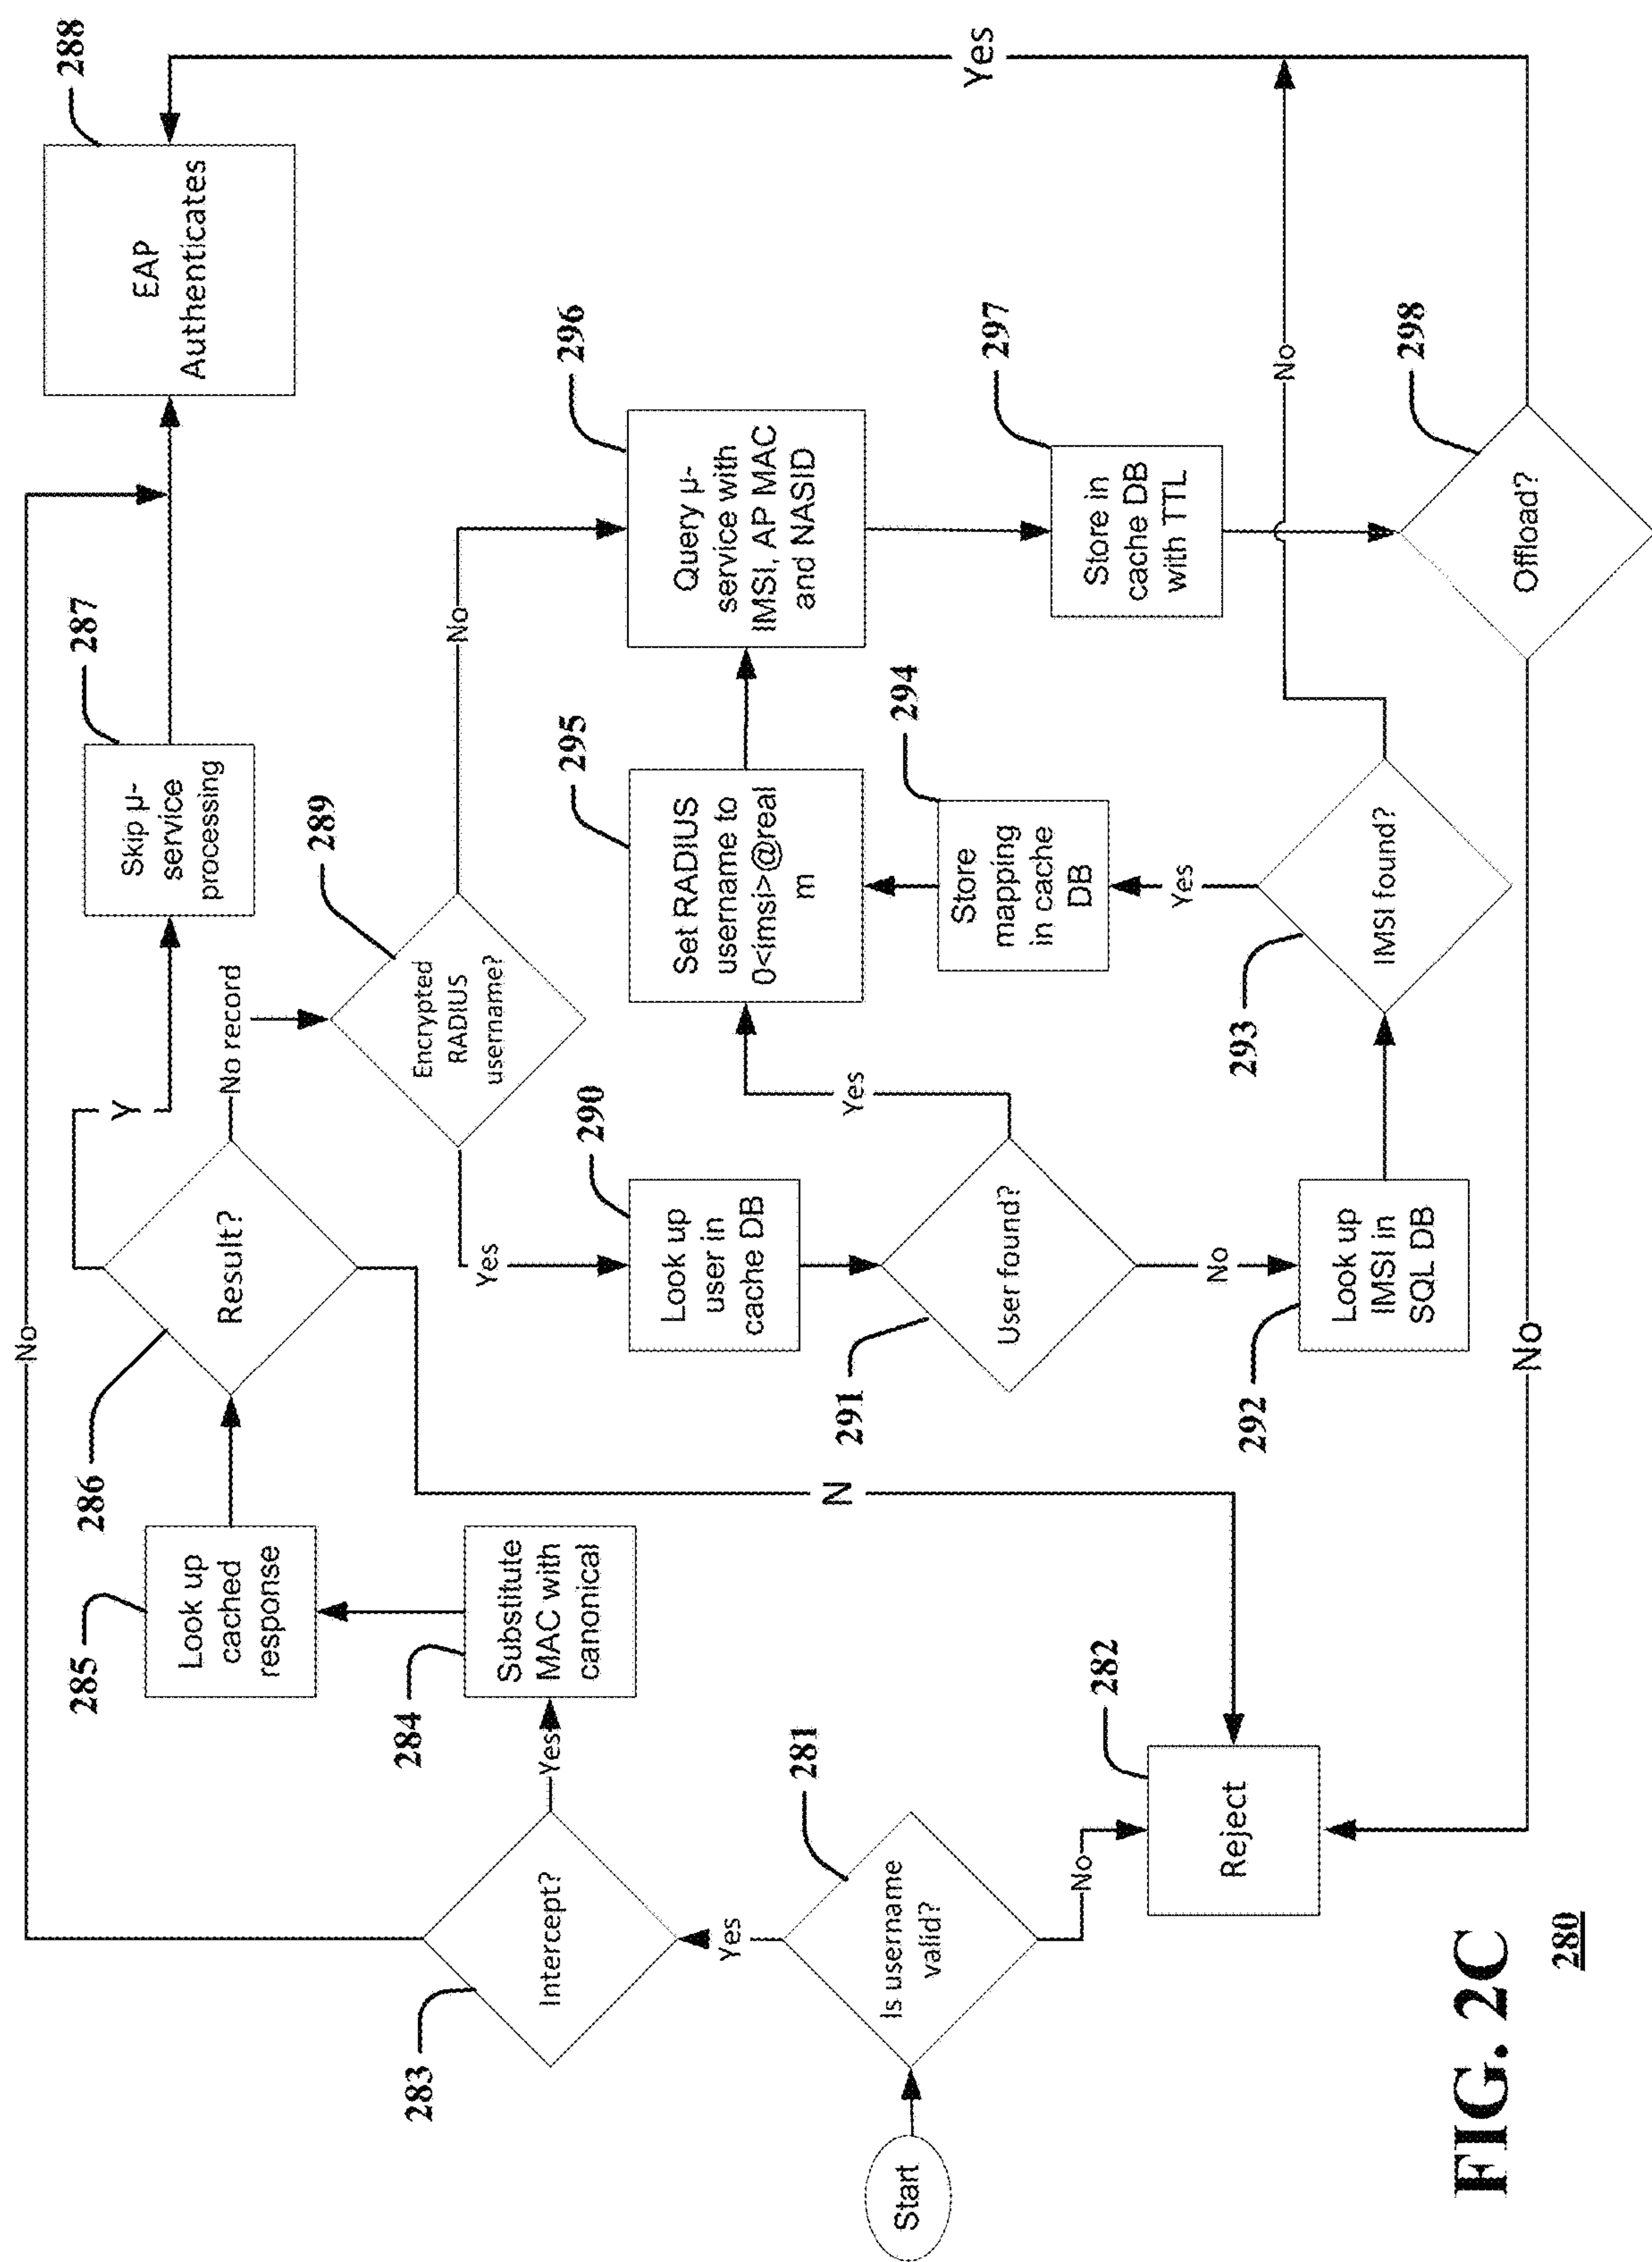 Start
Is username
valid?
281
Yes
No
Reject
282
Intercept?
283
No
Yes
Substitute
MAC with
canonical
284
Look up
cached
response
285
Result?
286
Y
N
No record
Skip μ-
service
processing
287
EAP
Authenticates
288
Encrypted
RADIUS
username?
289
Yes
No
Look up
user in
cache DB
290
User found?
291
Yes
No
Look up
IMSI in
SQL DB
292
IMSI found?
293
Yes
No
Store
mapping
in cache
DB
294
Set RADIUS
username to
0<imsi>@real
m
295
Query μ-
service with
IMSI, AP MAC
and NASID
296
Store in
cache DB
with TTL
297
Offload?
298
Yes
No
FIG. 2C
280